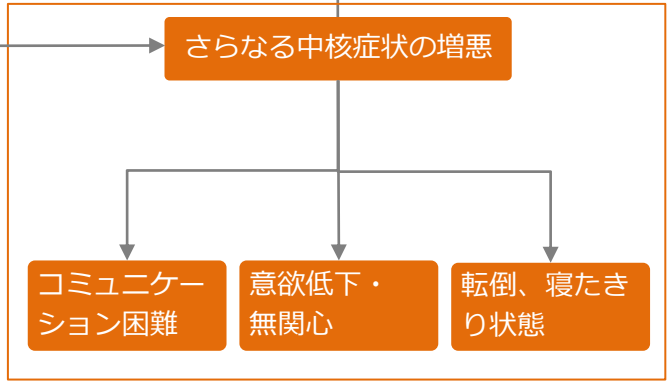 さらなる中核症状の増悪
コミュニケー
ション困難
意欲低下・
無関心
転倒、寝たき
り状態